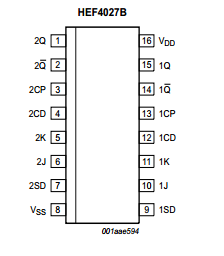 HEF4027B
2Q 1 16 VDD
2Q̅ 2 15 1Q
2CP 3 14 1Q̅
2CD 4 13 1CP
2K 5 12 1CD
2J 6 11 1K
2SD 7 10 1J
VSS 8 9 1SD
001aae594